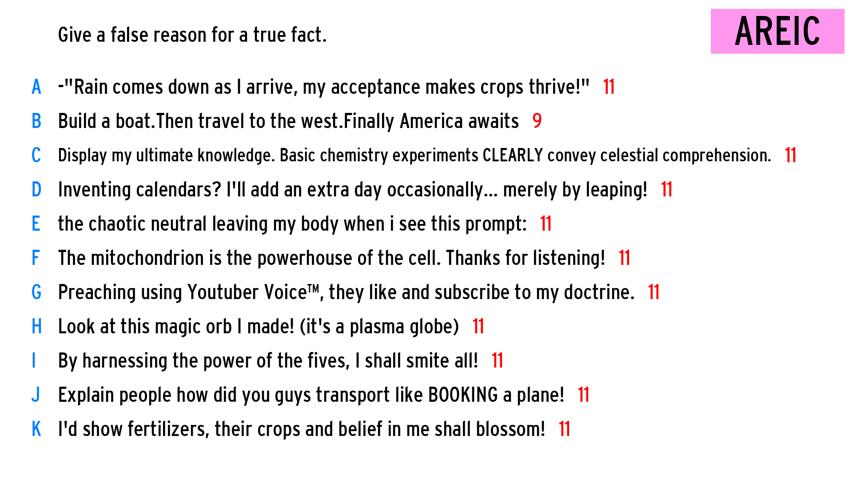 Give a false reason for a true fact.
AREIC
A -"Rain comes down as I arrive, my acceptance makes crops thrive!" 11
B Build a boat.Then travel to the west.Finally America awaits 9
C Display my ultimate knowledge. Basic chemistry experiments CLEARLY convey celestial comprehension. 11
D Inventing calendars? I'll add an extra day occasionally... merely by leaping! 11
E the chaotic neutral leaving my body when i see this prompt: 11
F The mitochondrion is the powerhouse of the cell. Thanks for listening! 11
G Preaching using Youtuber Voice™, they like and subscribe to my doctrine. 11
H Look at this magic orb I made! (it's a plasma globe) 11
I By harnessing the power of the fives, I shall smite all! 11
J Explain people how did you guys transport like BOOKING a plane! 11
K I'd show fertilizers, their crops and belief in me shall blossom! 11